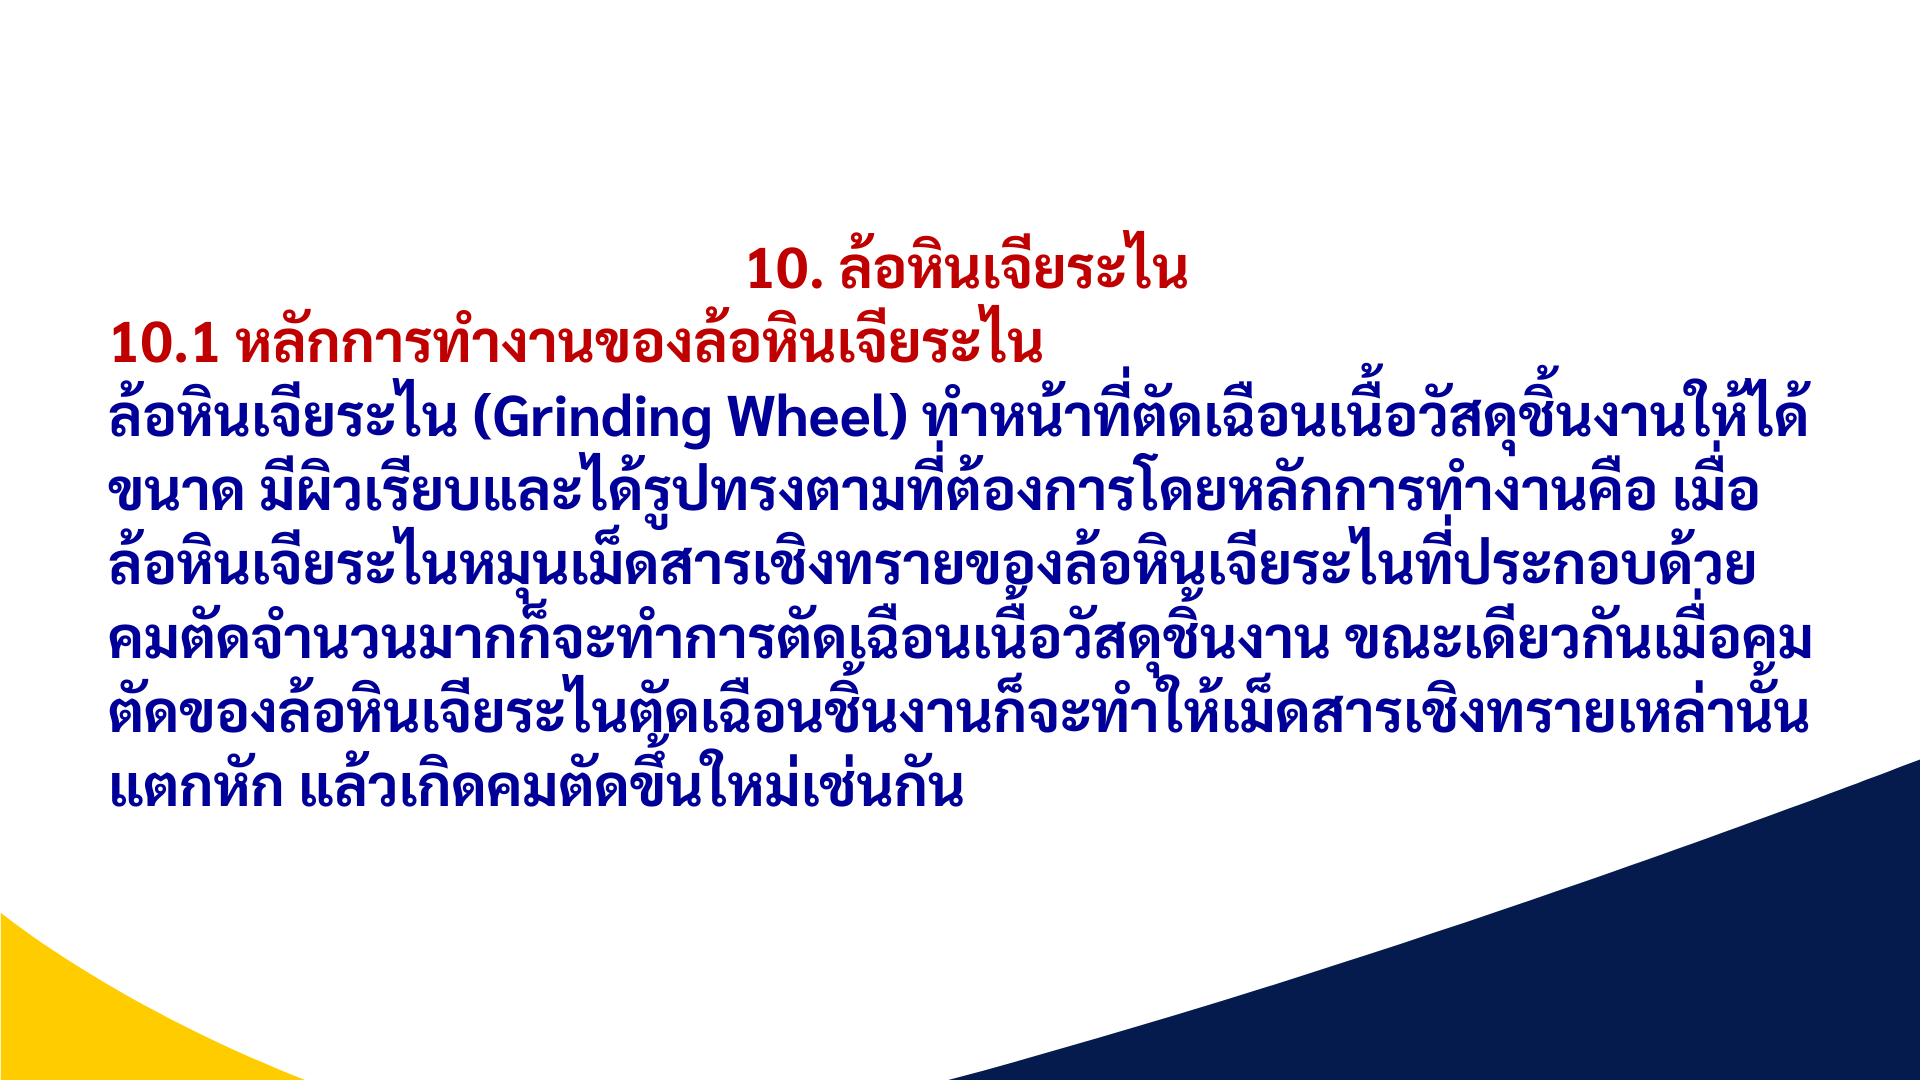 10. ล้อหินเจียระไน
10.1 หลักการทำงานของล้อหินเจียระไน
ล้อหินเจียระไน (Grinding Wheel) ทำหน้าที่ตัดเฉือนเนื้อวัสดุชิ้นงานให้ได้
ขนาด มีผิวเรียบและได้รูปทรงตามที่ต้องการโดยหลักการทำงานคือ เมื่อ
ล้อหินเจียระไนหมุนเม็ดสารเชิงทรายของล้อหินเจียระไนที่ประกอบด้วย
คมตัดจำนวนมากก็จะทำการตัดเฉือนเนื้อวัสดุชิ้นงาน ขณะเดียวกันเมื่อคม
ตัดของล้อหินเจียระไนตัดเฉือนชิ้นงานก็จะทำให้เม็ดสารเชิงทรายเหล่านั้น
แตกหัก แล้วเกิดคมตัดขึ้นใหม่เช่นกัน